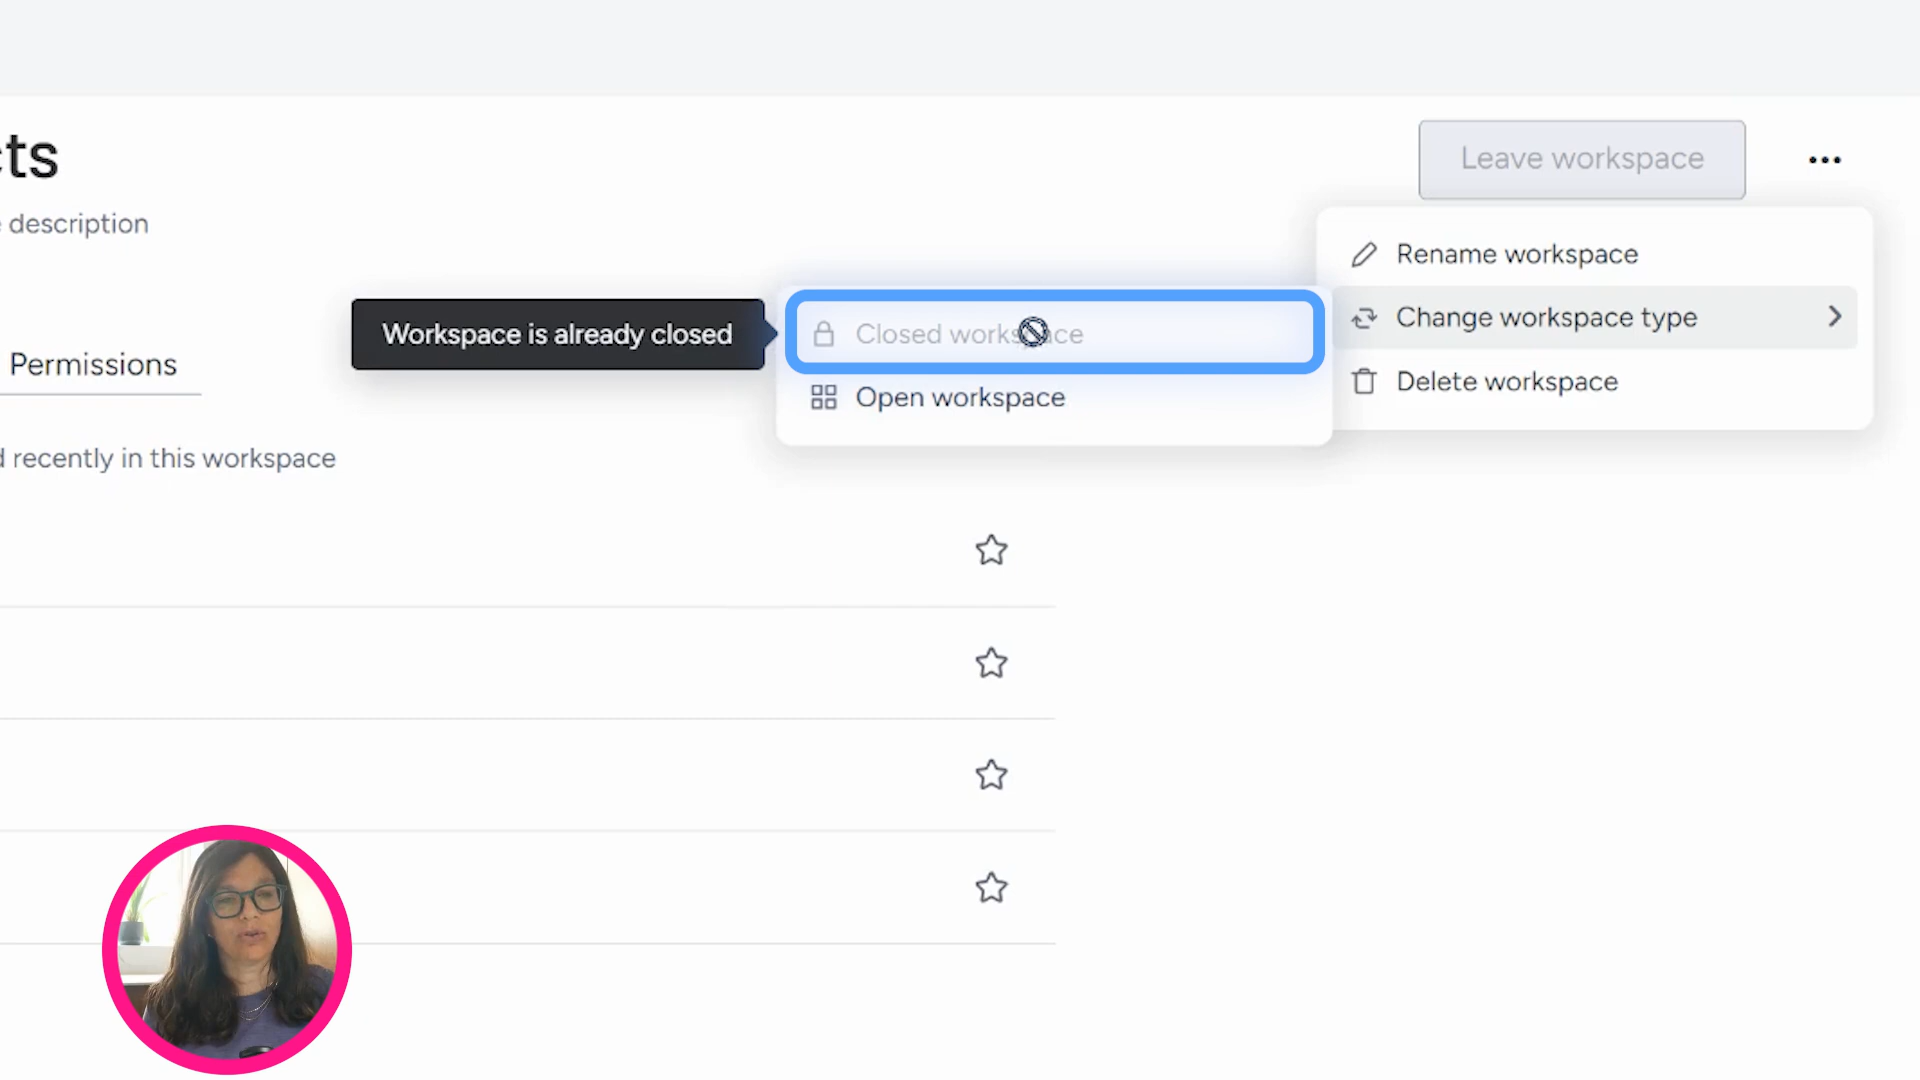 cts
Leave workspace
description
Rename workspace
Workspace is already closed
Closed workspace
Change workspace type
Permissions
Open workspace
Delete workspace
recently in this workspace